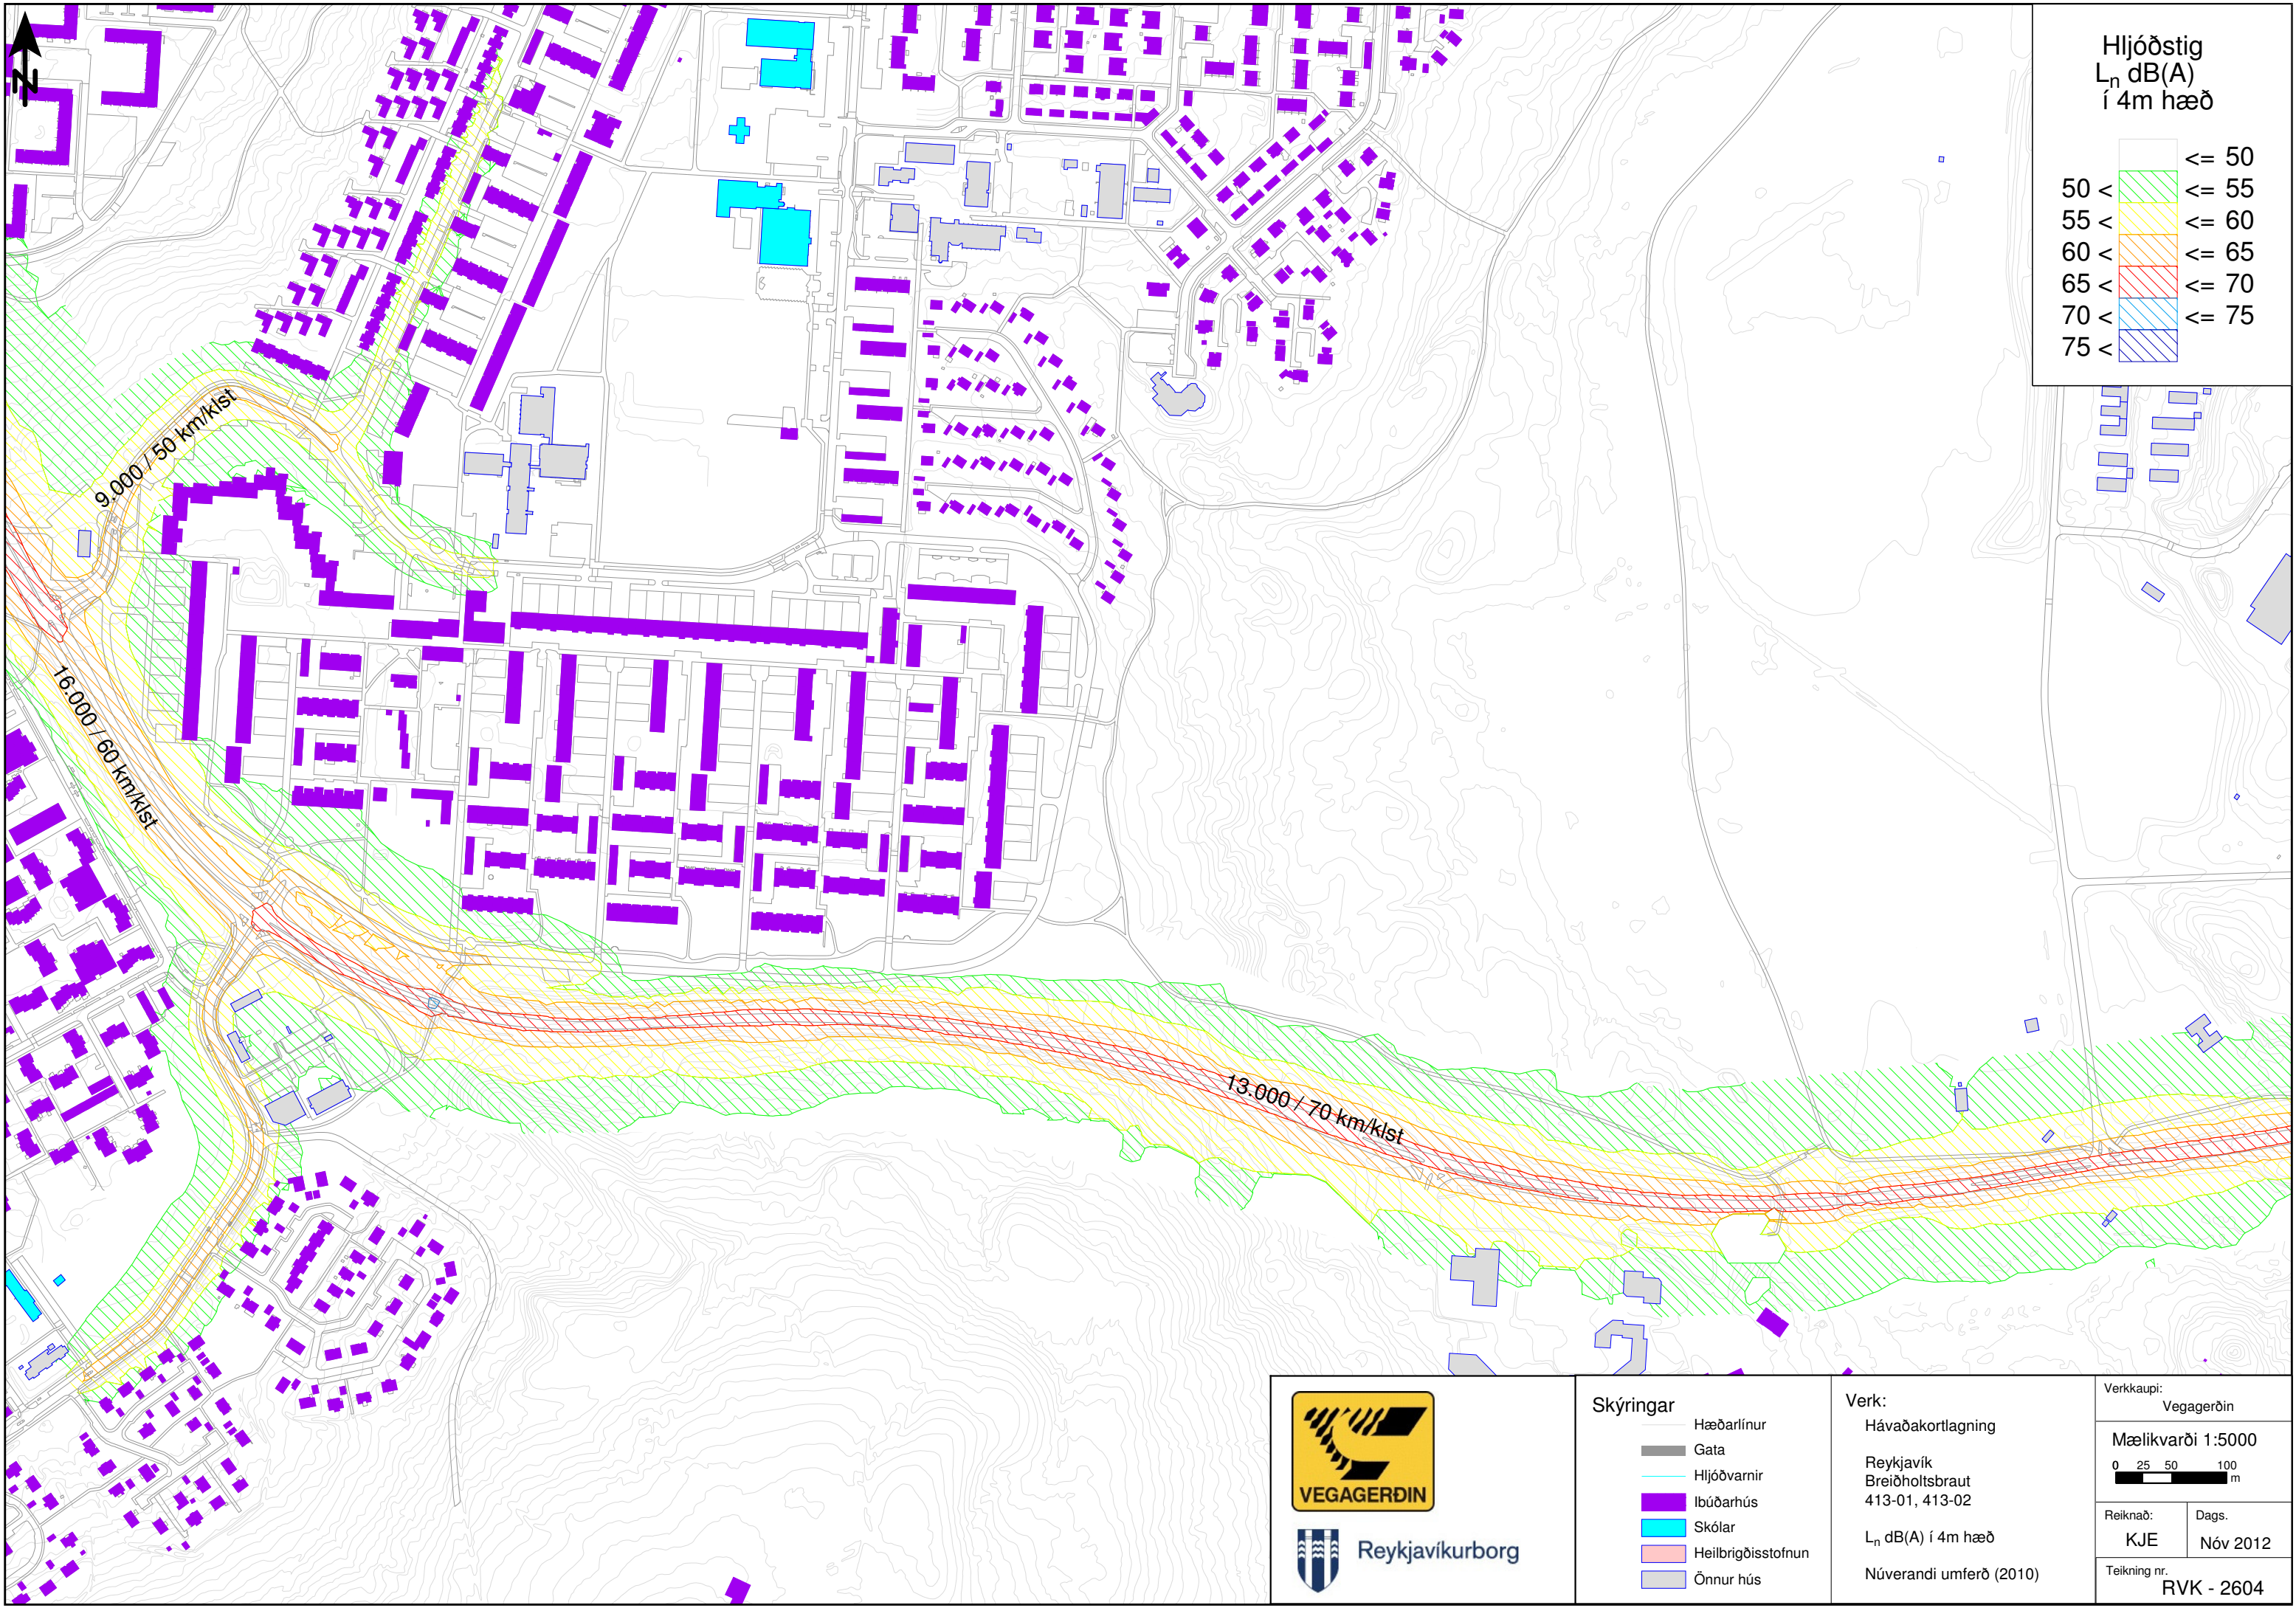 N
Hljóðstig
Ln dB(A)
í 4m hæð
<= 50
50 < <= 55
55 < <= 60
60 < <= 65
65 < <= 70
70 < <= 75
75 <
9.000 / 50 km/klst
16.000 / 60 km/klst
13.000 / 70 km/klst
VEGAGERÐIN
Reykjavíkurborg
Skýringar
Hæðarlínur
Gata
Hljóðvarnir
Ibúðarhús
Skólar
Heilbrigðisstofnun
Önnur hús
Verk:
Hávaðakortlagning
Reykjavík
Breiðholtsbraut
413-01, 413-02
Ln dB(A) í 4m hæð
Núverandi umferð (2010)
Verkkaupi:
Vegagerðin
Mælikvarði 1:5000
0 25 50 100
m
Reiknað:
KJE
Dags.
Nóv 2012
Teikning nr.
RVK - 2604